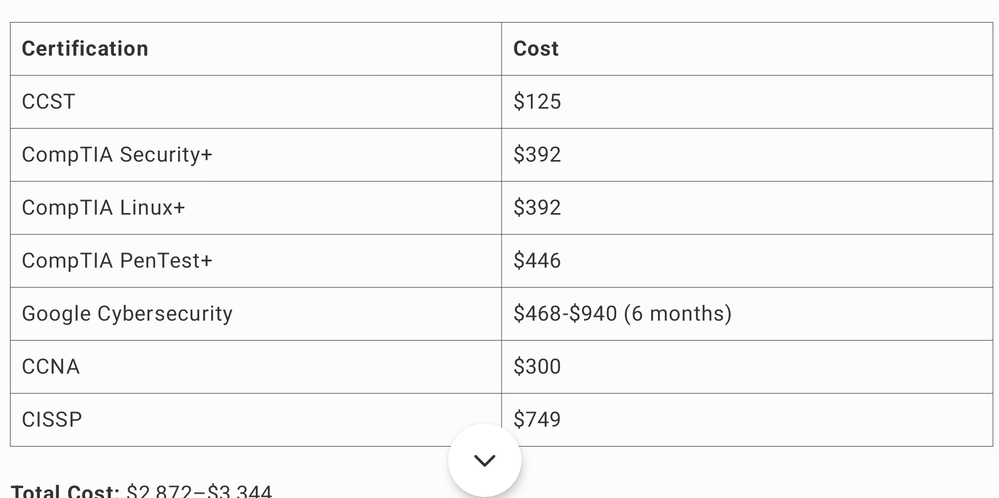 Certification Cost
CCST $125
CompTIA Security+ $392
CompTIA Linux+ $392
CompTIA PenTest+ $446
Google Cybersecurity $468-$940 (6 months)
CCNA $300
CISSP $749
Total Cost: $2,872–$3,344